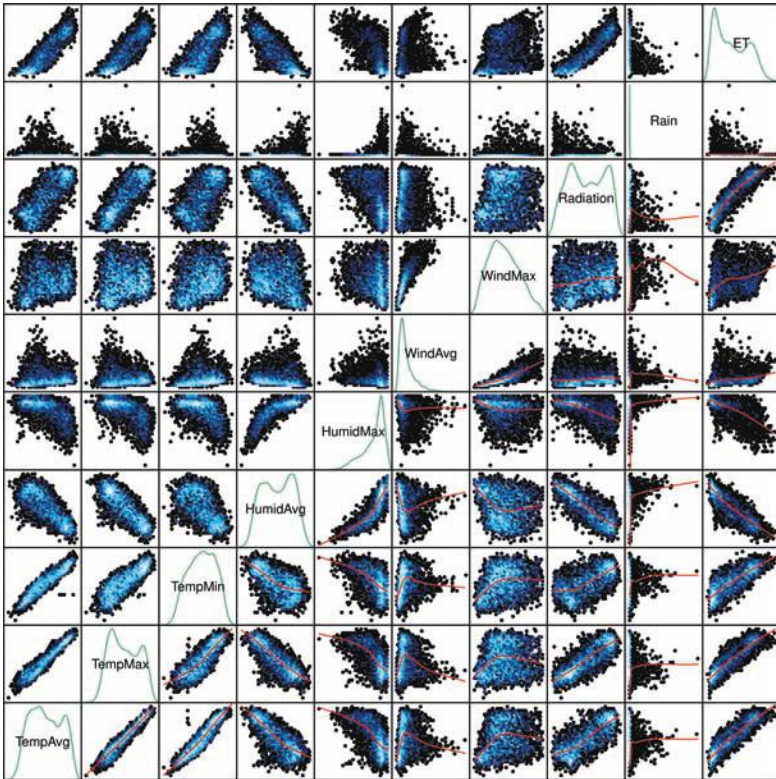 ET
Rain
Radiation
WindMax
WindAvg
HumidMax
HumidAvg
TempMin
TempMax
TempAvg